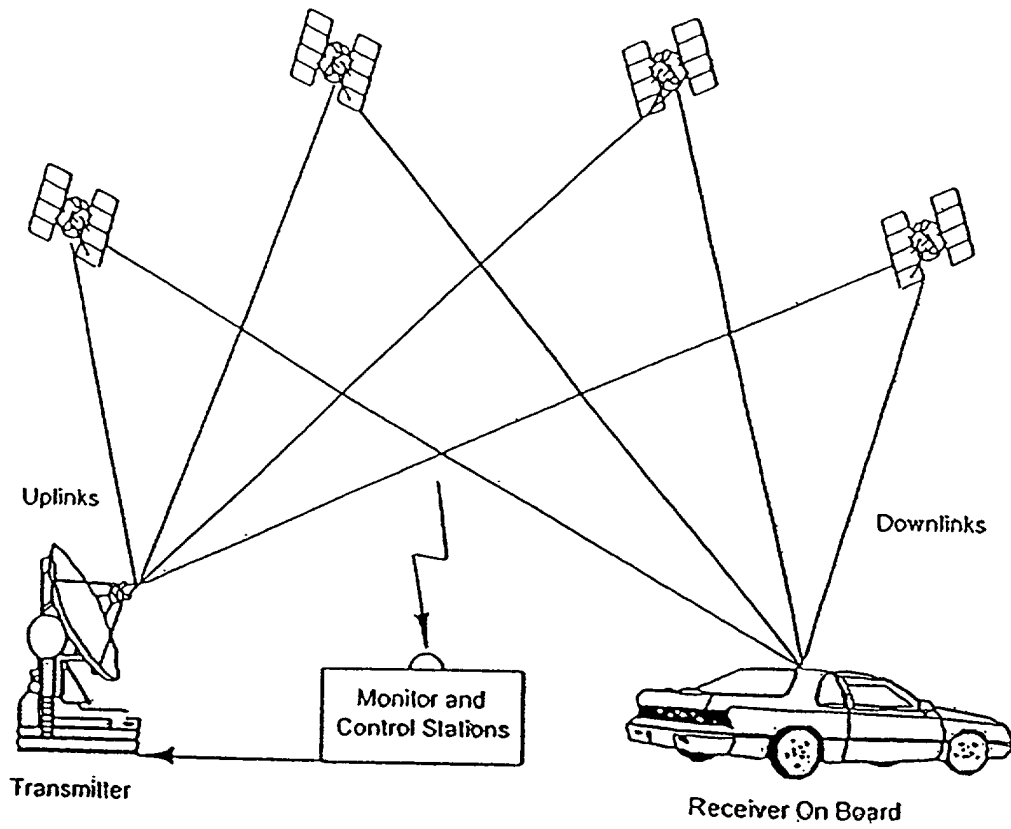 Uplinks
Downlinks
Monitor and
Control Stations
Transmitter
Receiver On Board